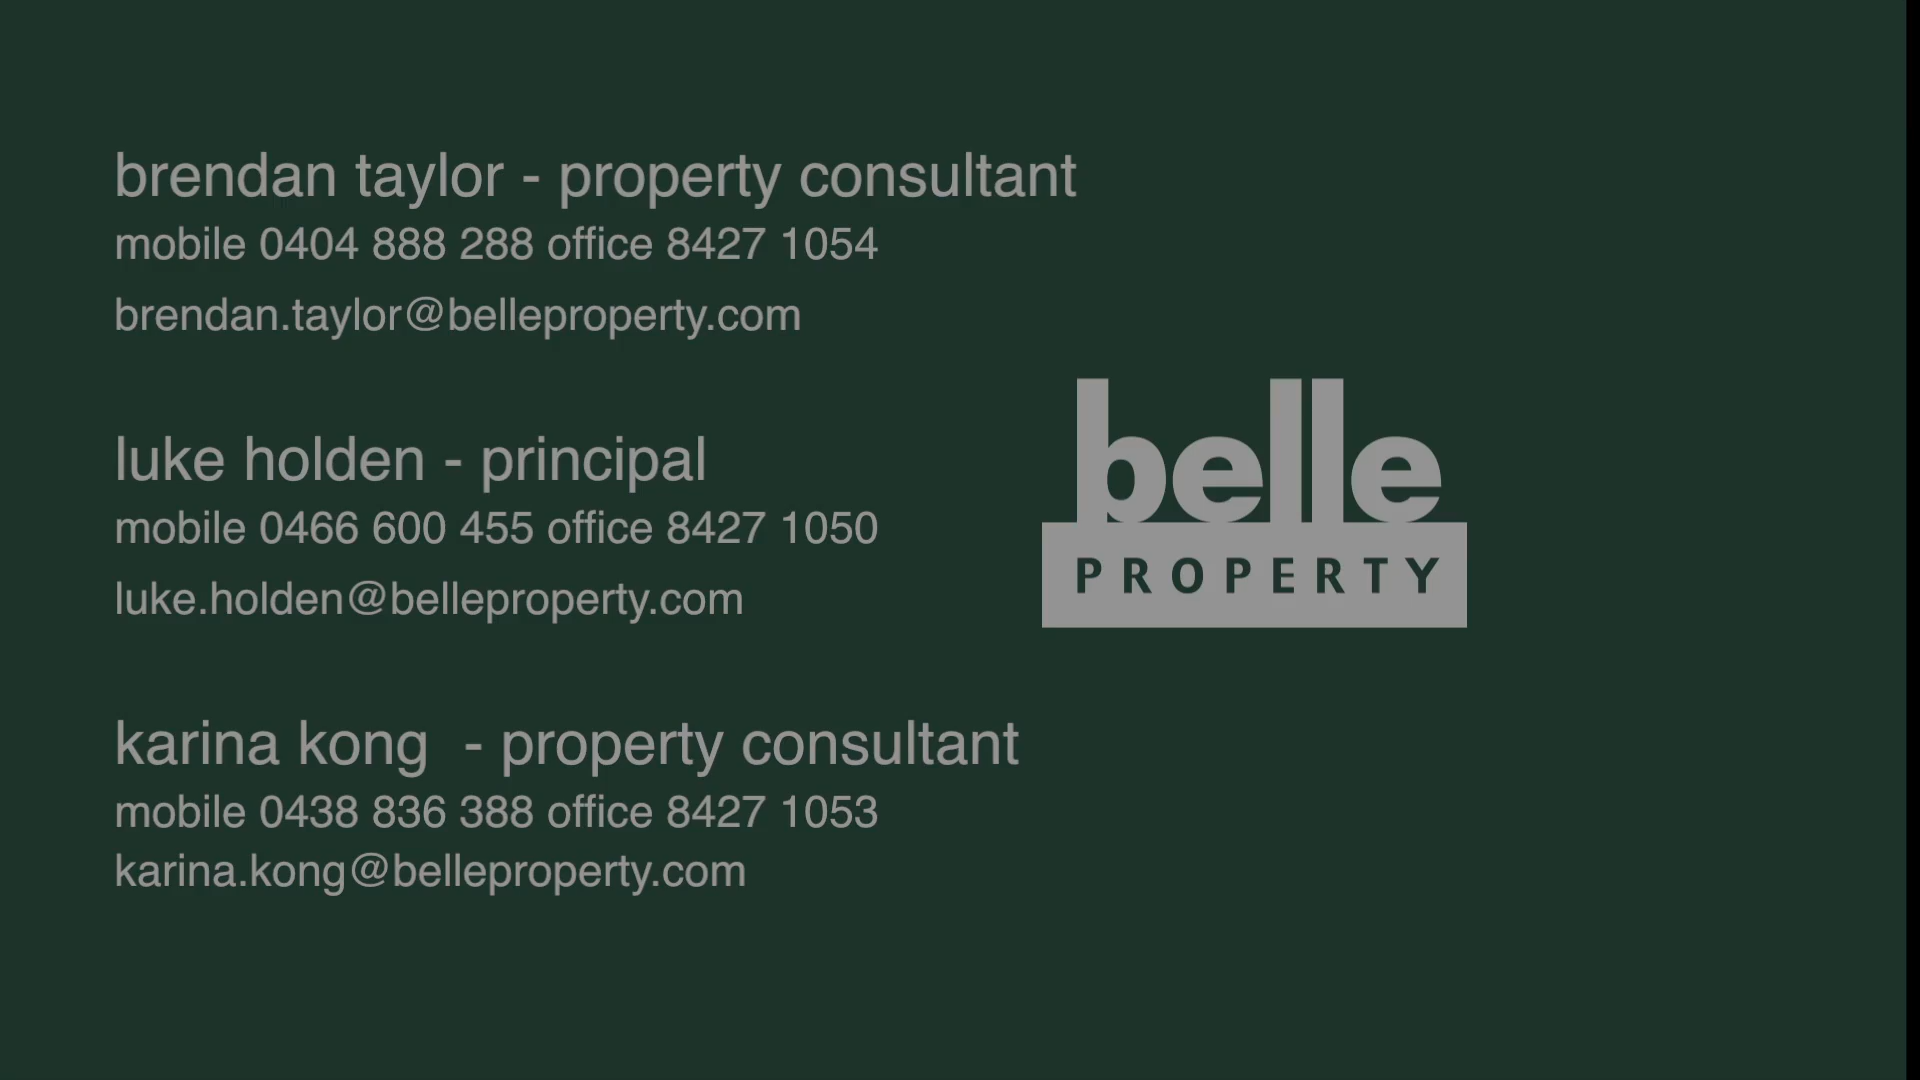 brendan taylor - property consultant
mobile 0404 888 288 office 8427 1054
brendan.taylor@belleproperty.com
luke holden - principal
mobile 0466 600 455 office 8427 1050
luke.holden@belleproperty.com
karina kong  - property consultant
mobile 0438 836 388 office 8427 1053
karina.kong@belleproperty.com
belle
PROPERTY